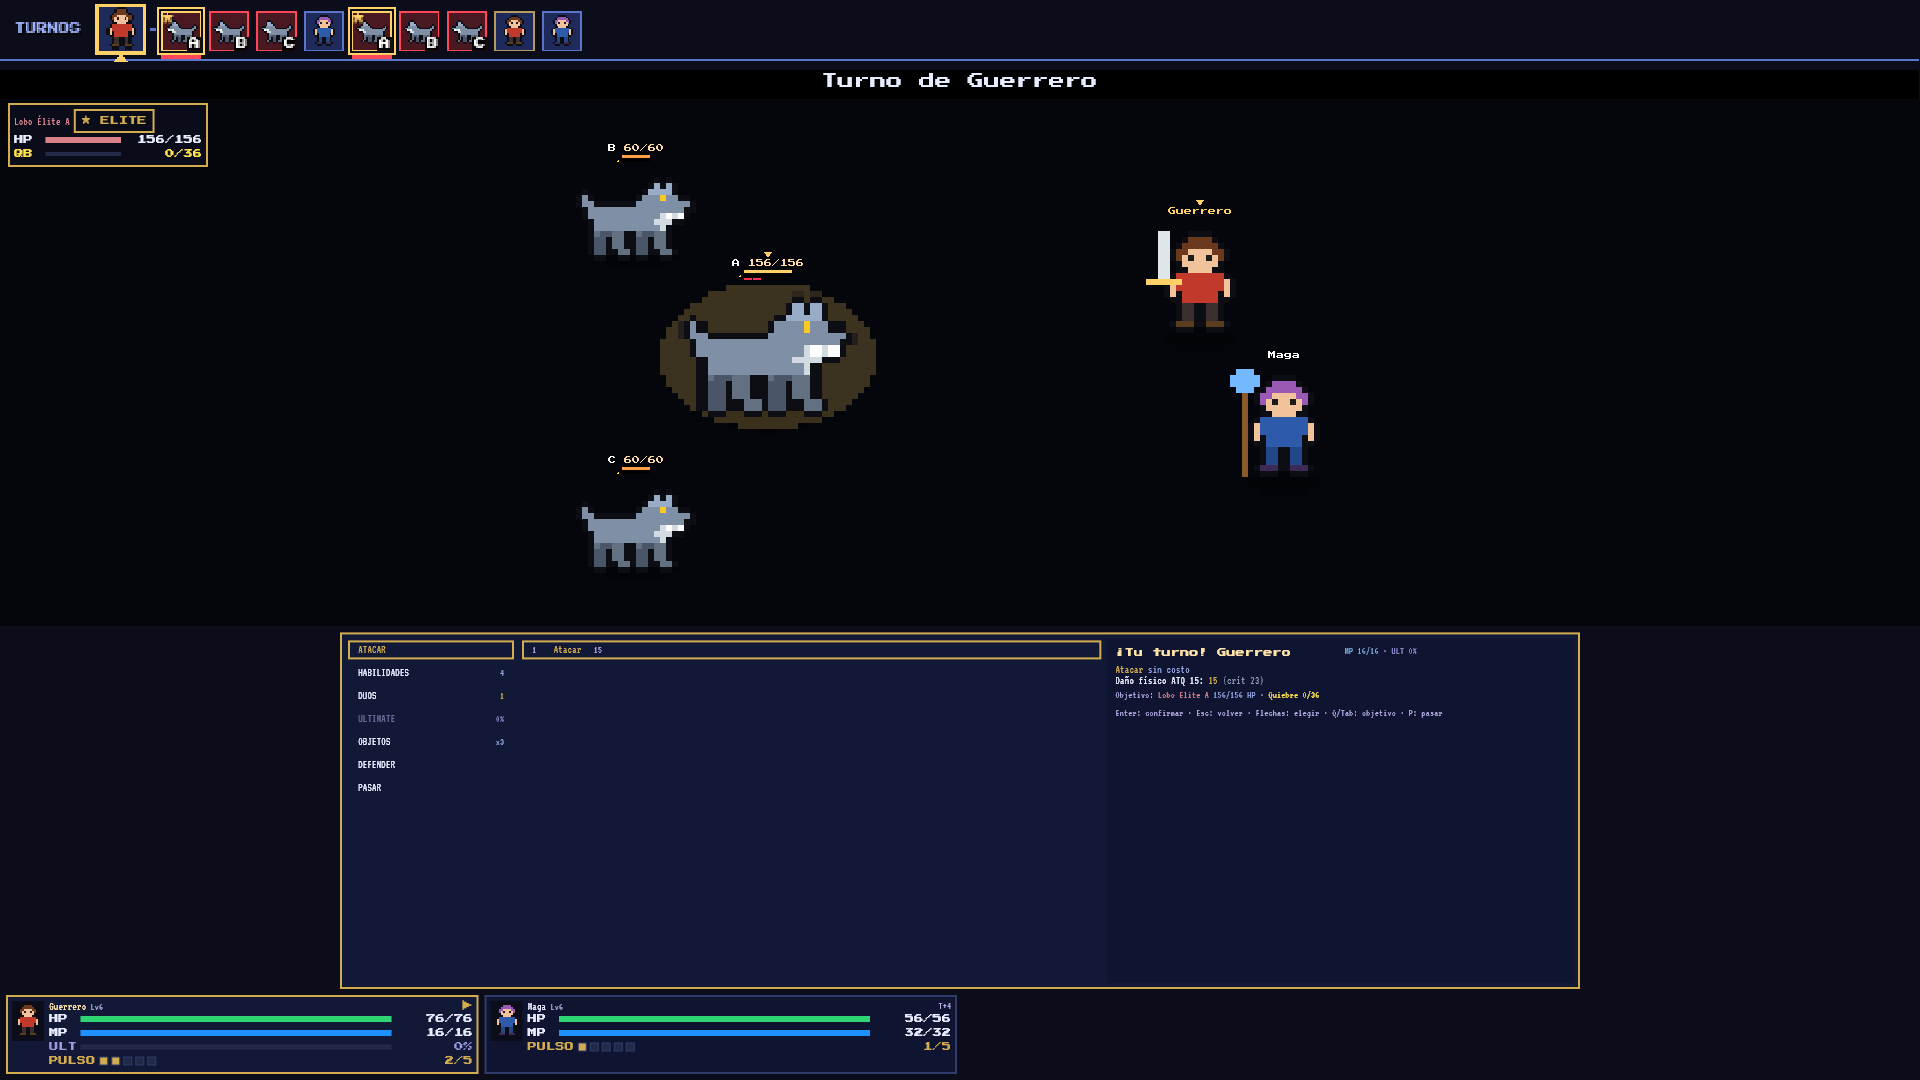 TURNOS
A B C A B C
Turno de Guerrero
Lobo Élite A ★ ELITE
HP 156/156
QB 0/36
B 60/60
A 156/156
C 60/60
Guerrero
Maga
ATACAR
HABILIDADES 4
DUOS 1
ULTIMATE 0%
OBJETOS x3
DEFENDER
PASAR
1 Atacar 15
¡Tu turno! Guerrero MP 16/16 · ULT 0%
Atacar sin costo
Daño físico ATQ 15: 15 (crit 23)
Objetivo: Lobo Élite A 156/156 HP · Quiebre 0/36
Enter: confirmar · Esc: volver · Flechas: elegir · Q/Tab: objetivo · P: pasar
Guerrero Lv6
HP 76/76
MP 16/16
ULT 0%
PULSO 2/5
Maga Lv6 T+4
HP 56/56
MP 32/32
PULSO 1/5